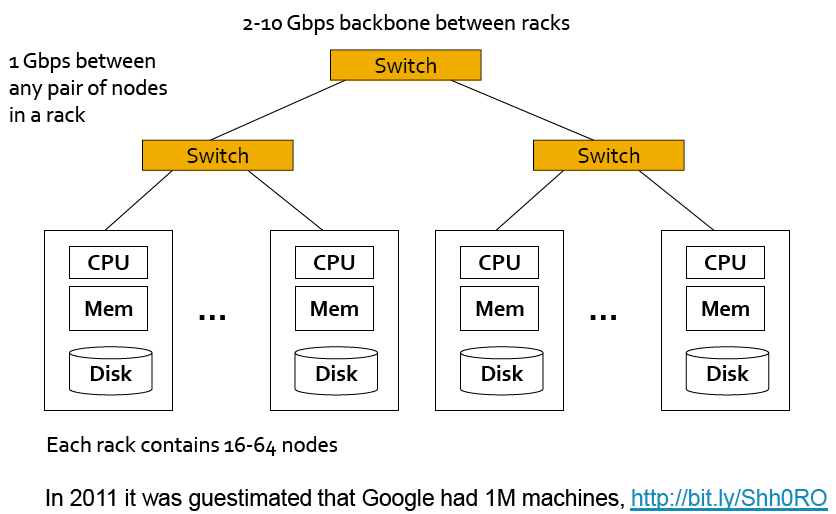 2-10 Gbps backbone between racks
1 Gbps between
any pair of nodes
in a rack
Switch
Switch
Switch
CPU
Mem
Disk
...
CPU
Mem
Disk
CPU
Mem
Disk
...
CPU
Mem
Disk
Each rack contains 16-64 nodes
In 2011 it was guestimated that Google had 1M machines, http://bit.ly/Shh0RO